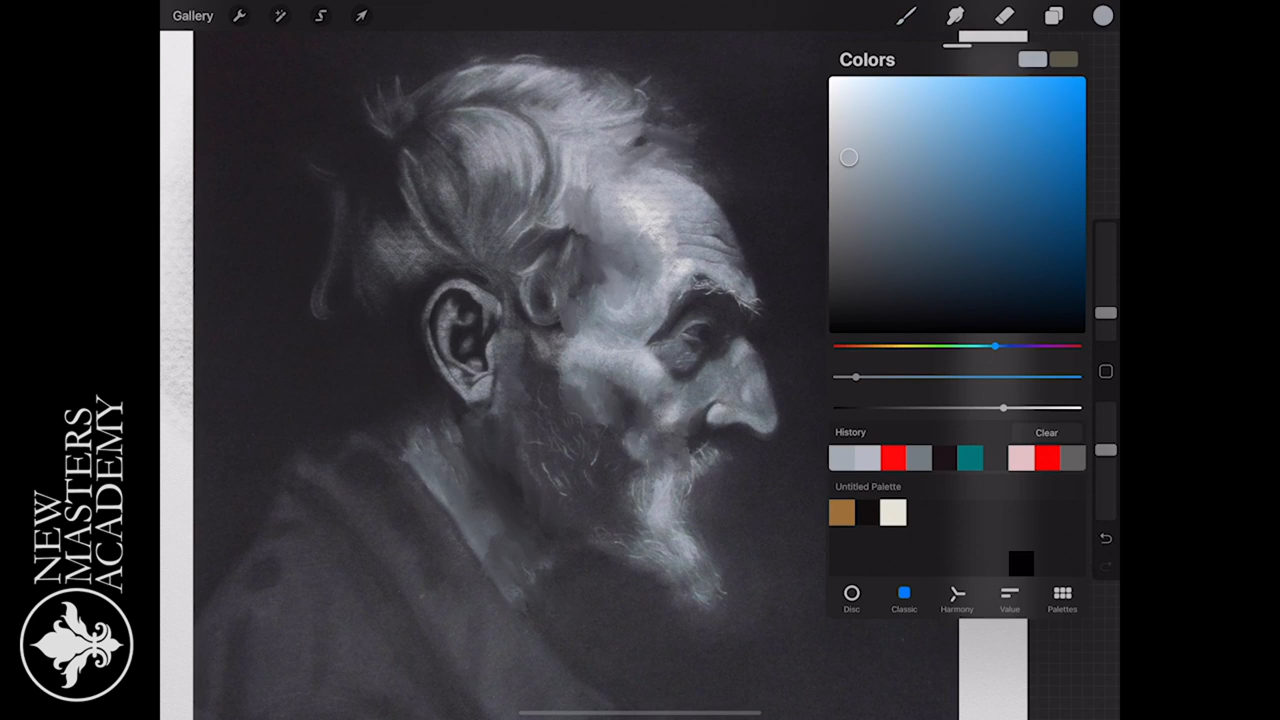 Gallery
Colors
History
Clear
Untitled Palette
Disc
Classic
Harmony
Value
Palettes
NEW
MASTERS
ACADEMY